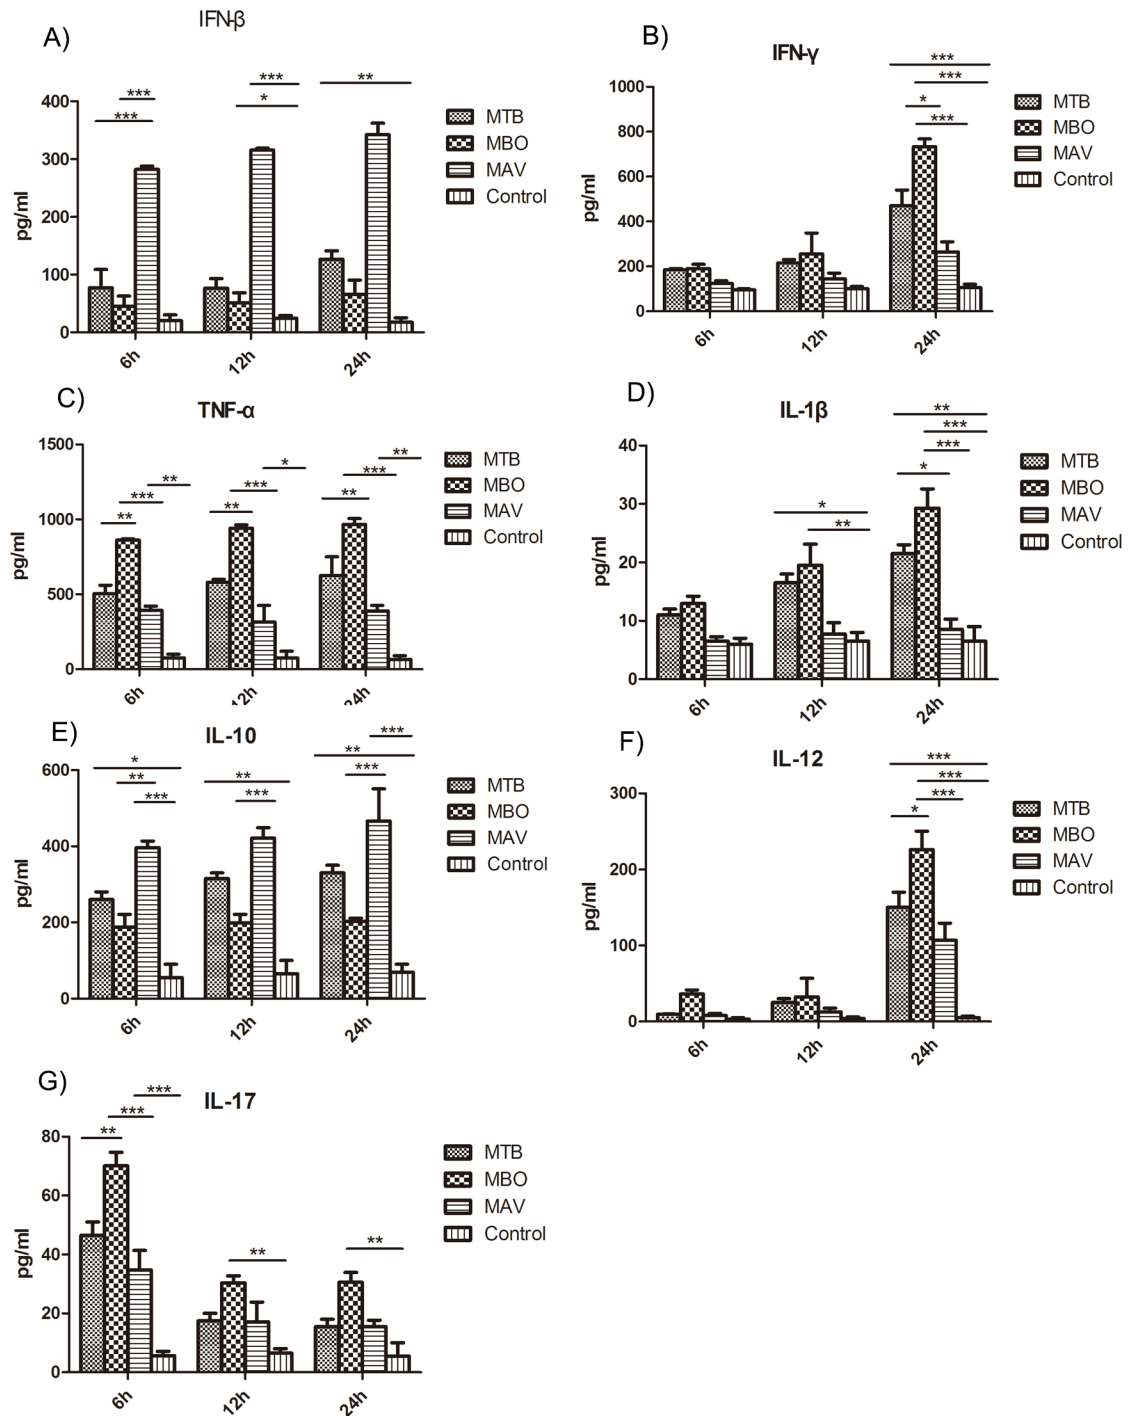 A)
IFN-β
*** ***
*** * **
400
300
200
100
0
pg/ml
6h 12h 24h
MTB
MBO
MAV
Control
B)
IFN-γ
***
***
*
***
1000
800
600
400
200
0
pg/ml
6h 12h 24h
MTB
MBO
MAV
Control
C)
TNF-α
** * **
*** *** ***
** ** **
1500
1000
500
0
pg/ml
6h 12h 24h
MTB
MBO
MAV
Control
D)
IL-1β
**
***
***
* *
**
40
30
20
10
0
pg/ml
6h 12h 24h
MTB
MBO
MAV
Control
E)
IL-10
* ** *** **
** *** ***
***
600
400
200
0
pg/ml
6h 12h 24h
MTB
MBO
MAV
Control
F)
IL-12
***
***
***
*
300
200
100
0
pg/ml
6h 12h 24h
MTB
MBO
MAV
Control
G)
IL-17
***
***
** ** **
80
60
40
20
0
pg/ml
6h 12h 24h
MTB
MBO
MAV
Control